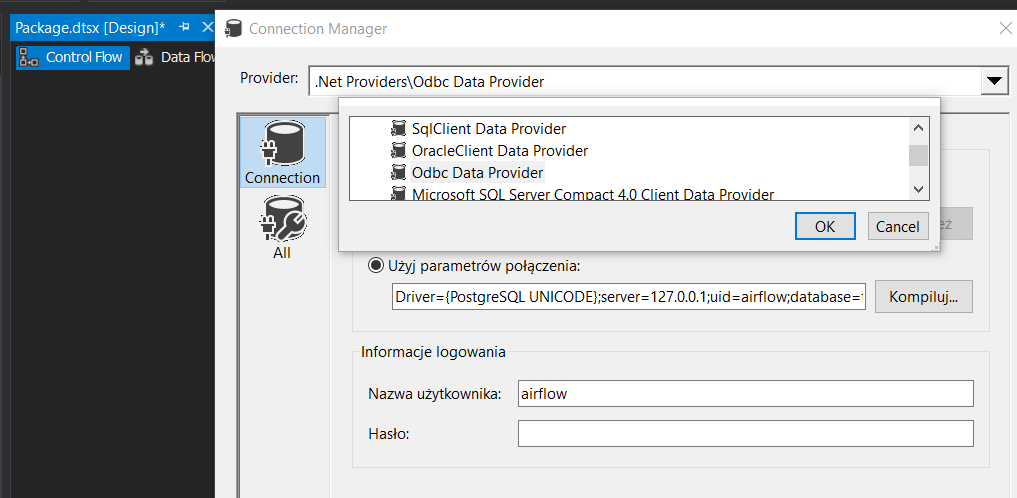 Package.dtsx [Design]*
Connection Manager
Control Flow
Data Flow
Provider:
.Net Providers\Odbc Data Provider
SqlClient Data Provider
OracleClient Data Provider
Odbc Data Provider
Microsoft SQL Server Compact 4.0 Client Data Provider
Connection
OK
Cancel
All
Użyj parametrów połączenia:
Driver={PostgreSQL UNICODE};server=127.0.0.1;uid=airflow;database=
Kompiluj...
Informacje logowania
Nazwa użytkownika:
airflow
Hasło: